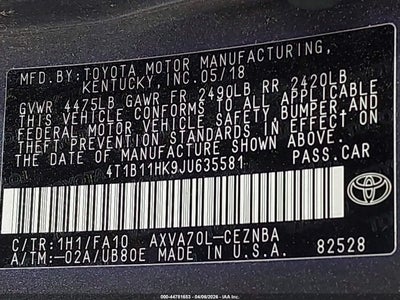 MFD.BY:TOYOTA MOTOR MANUFACTURING,
KENTUCKY, INC.05/18
GVWR 4475LB GAWR FR 2490LB RR 2420LB
THIS VEHICLE CONFORMS TO ALL APPLICABLE
FEDERAL MOTOR VEHICLE SAFETY,BUMPER,AND
THEFT PREVENTION STANDARDS IN EFFECT ON
THE DATE OF MANUFACTURE SHOWN ABOVE.
4T1B11HK9JU635581 PASS.CAR
TOYOTA
C/TR:1H1/FA10 AXVA70L-CEZNBA
A/TM:-02A/UB80E MADE IN U.S.A. 82528
000-44781653 - 04/06/2026 - IAA Inc.